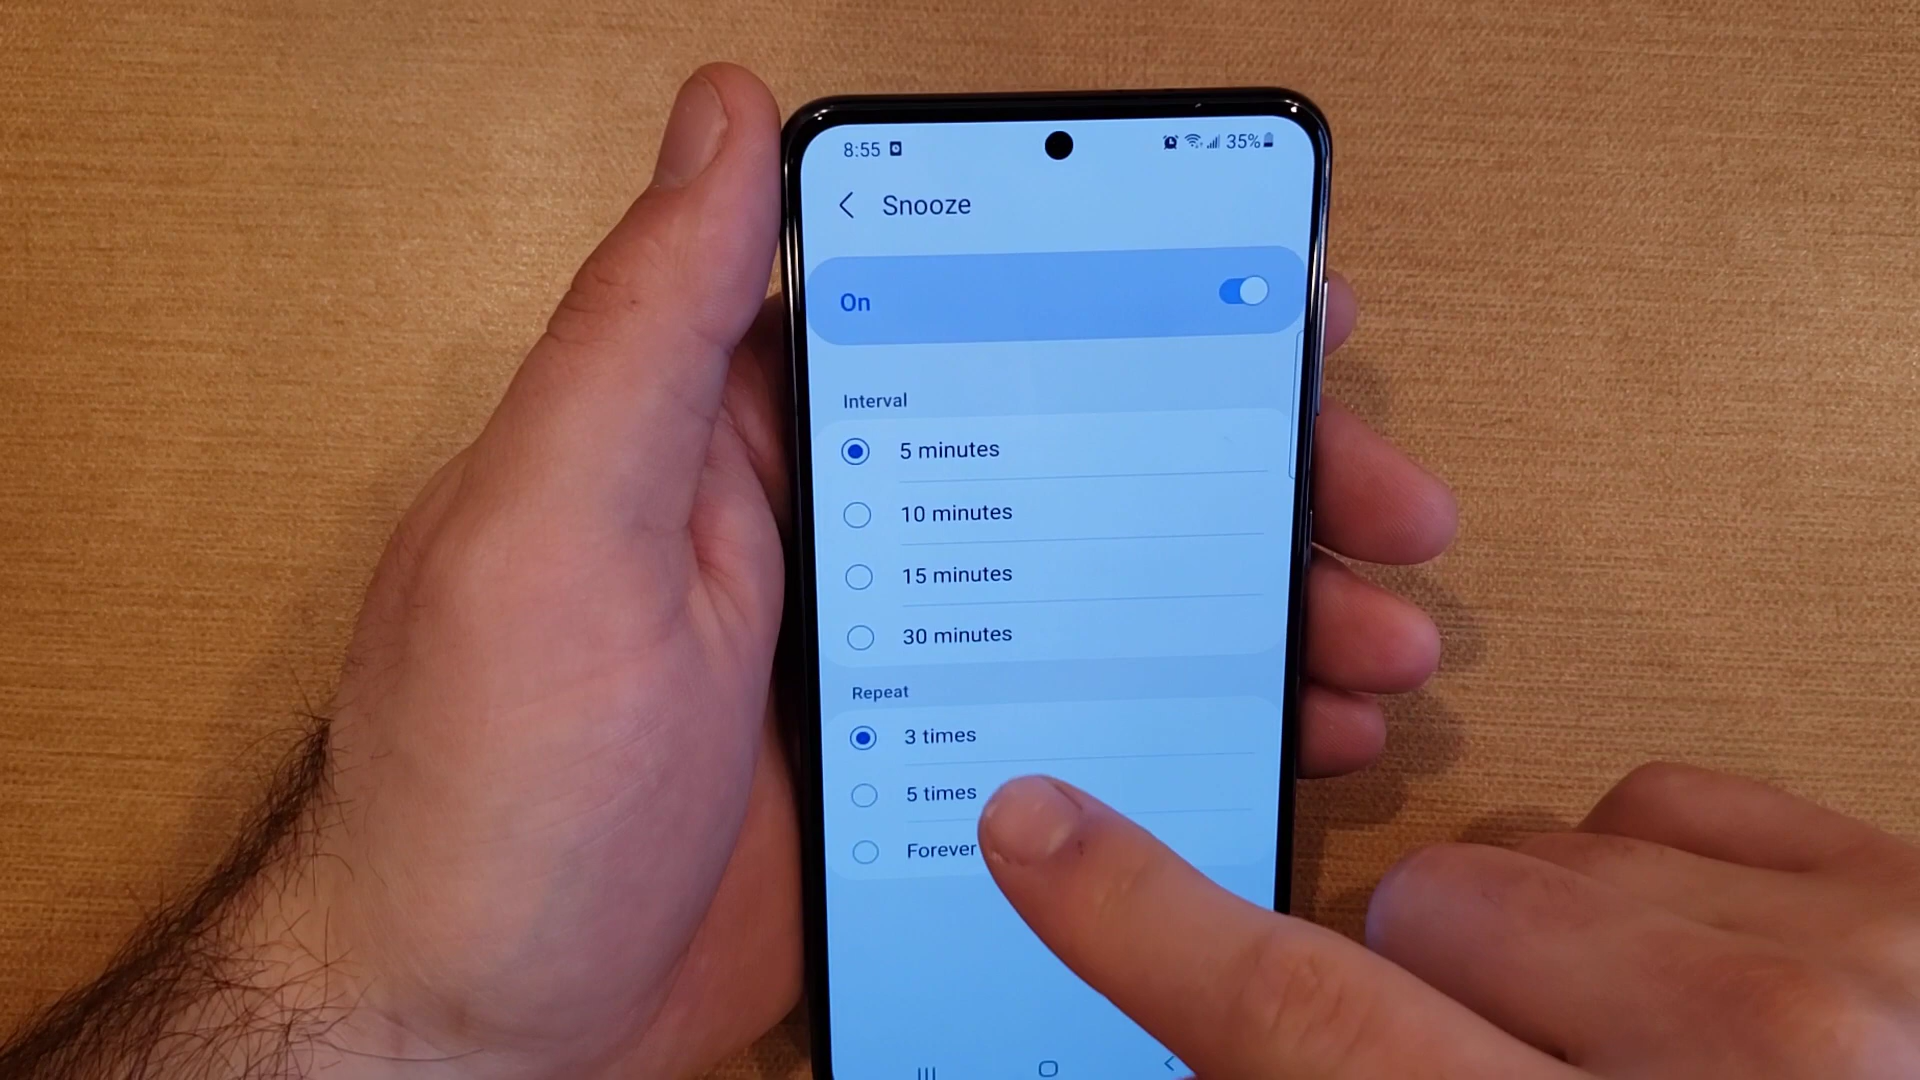 8:55 35%
Snooze
On
Interval
5 minutes
10 minutes
15 minutes
30 minutes
Repeat
3 times
5 times
Forever